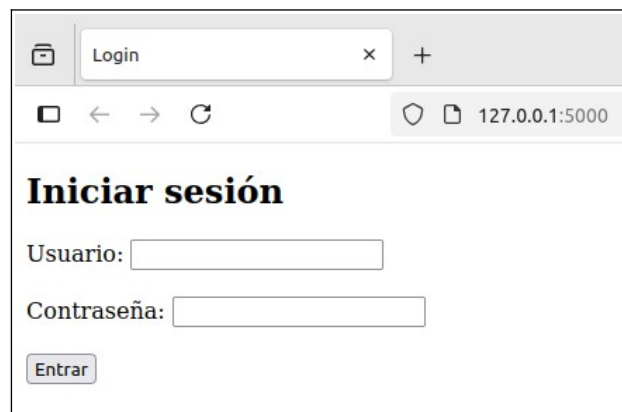 Login
127.0.0.1:5000
Iniciar sesión
Usuario:
Contraseña:
Entrar